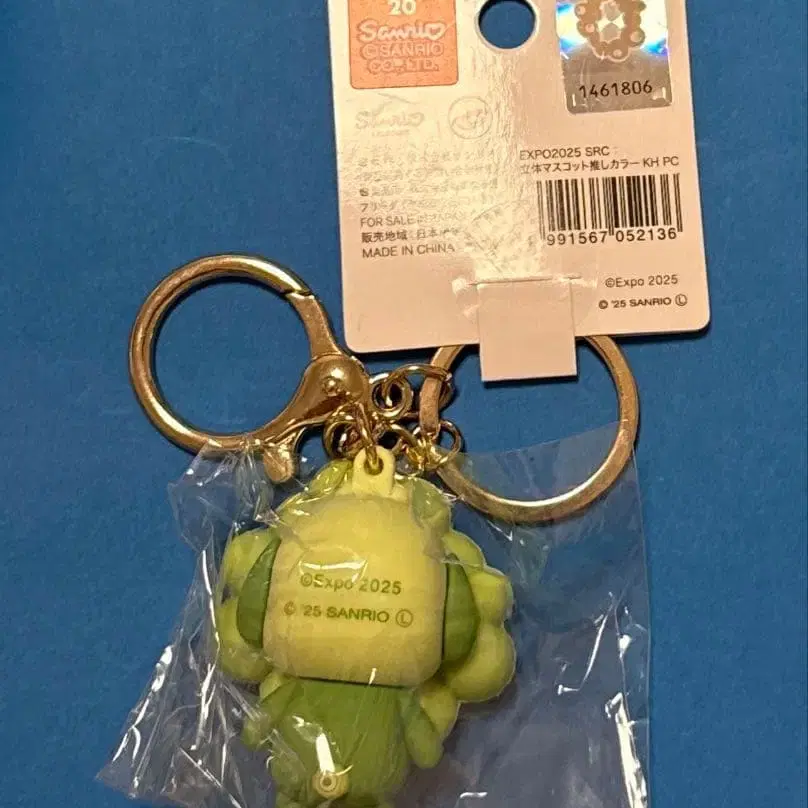 20
Sanrio
©SANRIO
CO., LTD.
1461806
Sanrio
EXPO2025 SRC
立体マスコット推しカラー KH PC
FOR SALE
販売地域:日本
MADE IN CHINA
991567 052136
©Expo 2025
© '25 SANRIO Ⓛ
©Expo 2025
© '25 SANRIO Ⓛ